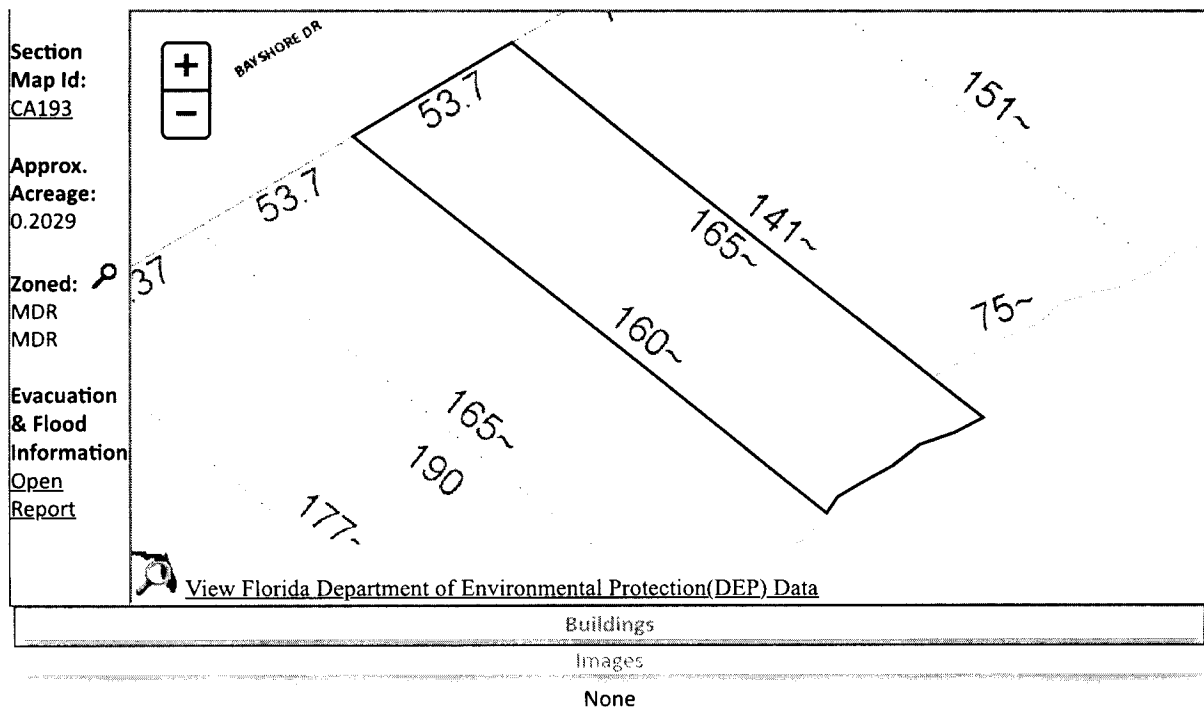 Section
Map Id:
CA193
Approx.
Acreage:
0.2029
Zoned:
MDR
MDR
Evacuation
& Flood
Information
Open
Report
+
−
BAYSHORE DR
53.7
53.7
.37
151~
141~
165~
75~
160~
165~
190
177~
View Florida Department of Environmental Protection(DEP) Data
Buildings
Images
None